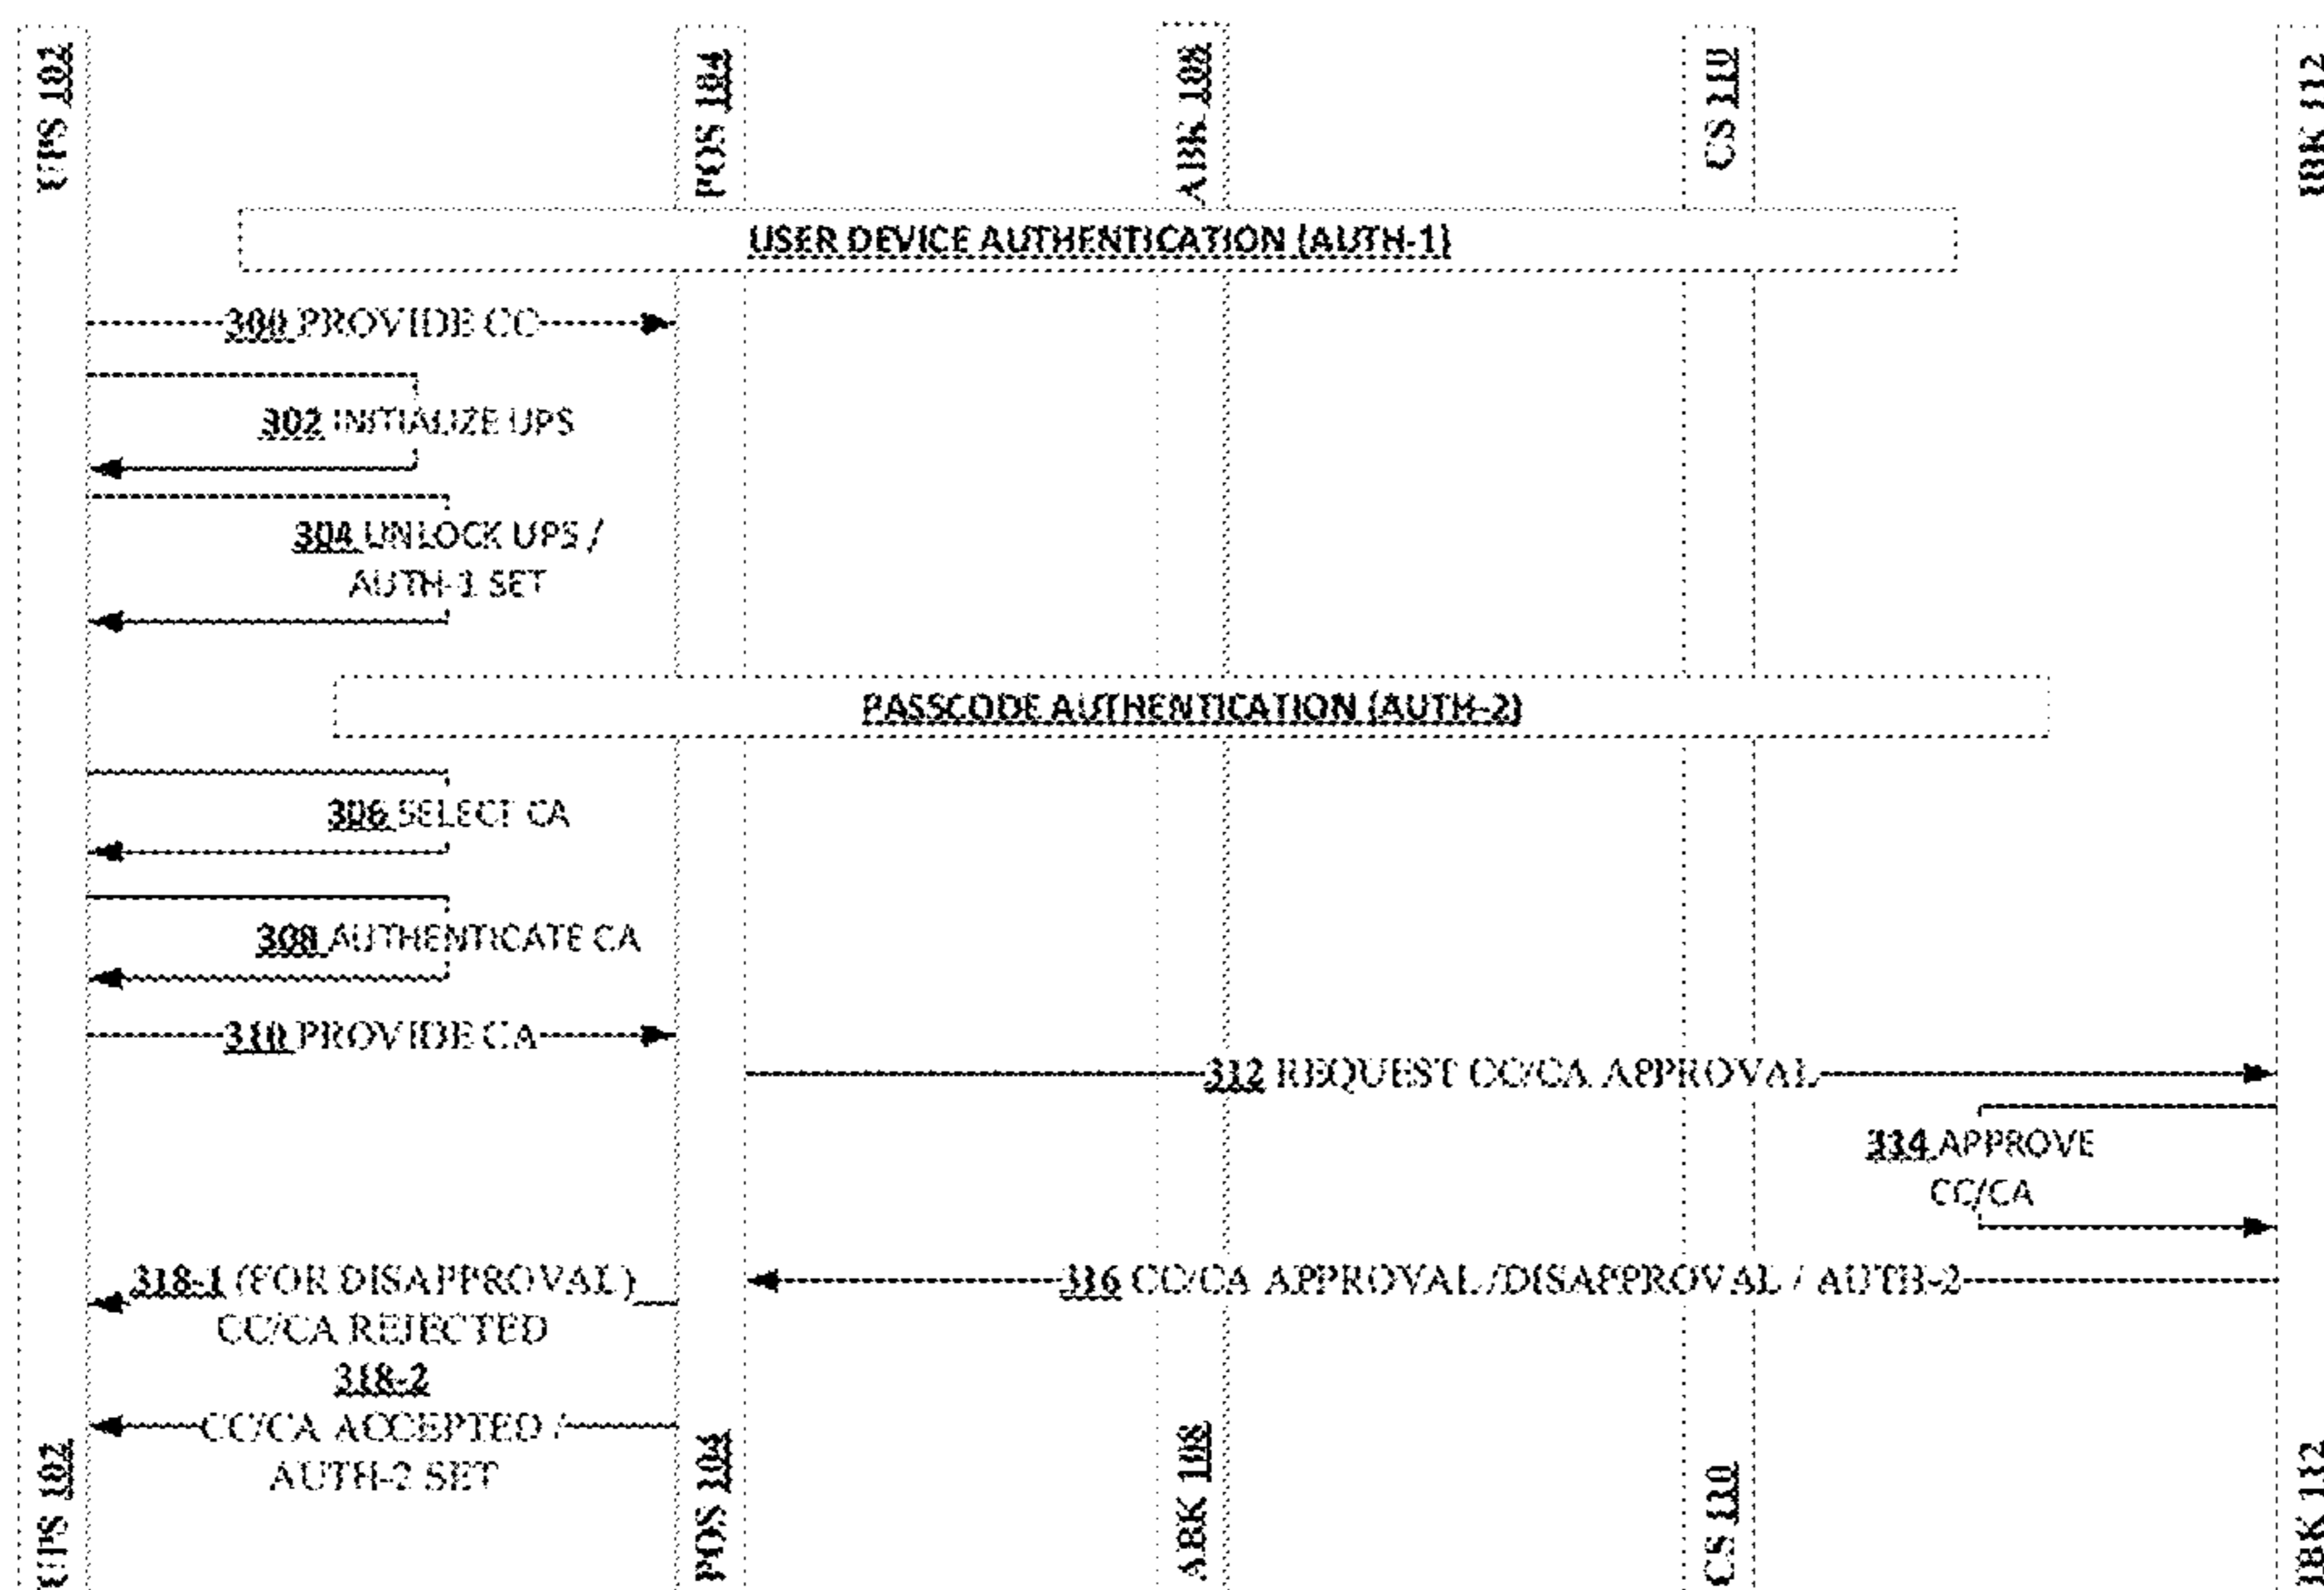 UPS 102
POS 104
ABK 108
CS 110
IBK 112
USER DEVICE AUTHENTICATION (AUTH-1)
300 PROVIDE CC
302 INITIALIZE UPS
304 UNLOCK UPS /
AUTH-1 SET
PASSCODE AUTHENTICATION (AUTH-2)
306 SELECT CA
308 AUTHENTICATE CA
310 PROVIDE CA
312 REQUEST CC/CA APPROVAL
314 APPROVE
CC/CA
316 CC/CA APPROVAL /DISAPPROVAL / AUTH-2
318-1 (FOR DISAPPROVAL)
CC/CA REJECTED
318-2
CC/CA ACCEPTED /
AUTH-2 SET
UPS 102
POS 104
ABK 108
CS 110
IBK 112